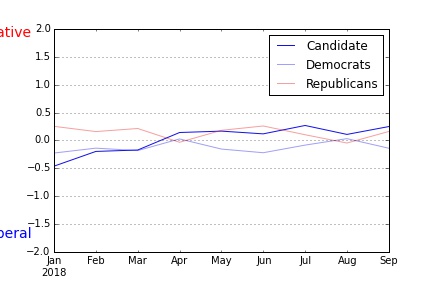 ative
2.0
1.5
1.0
0.5
0.0
−0.5
−1.0
−1.5
−2.0
beral
Candidate
Democrats
Republicans
Jan Feb Mar Apr May Jun Jul Aug Sep
2018